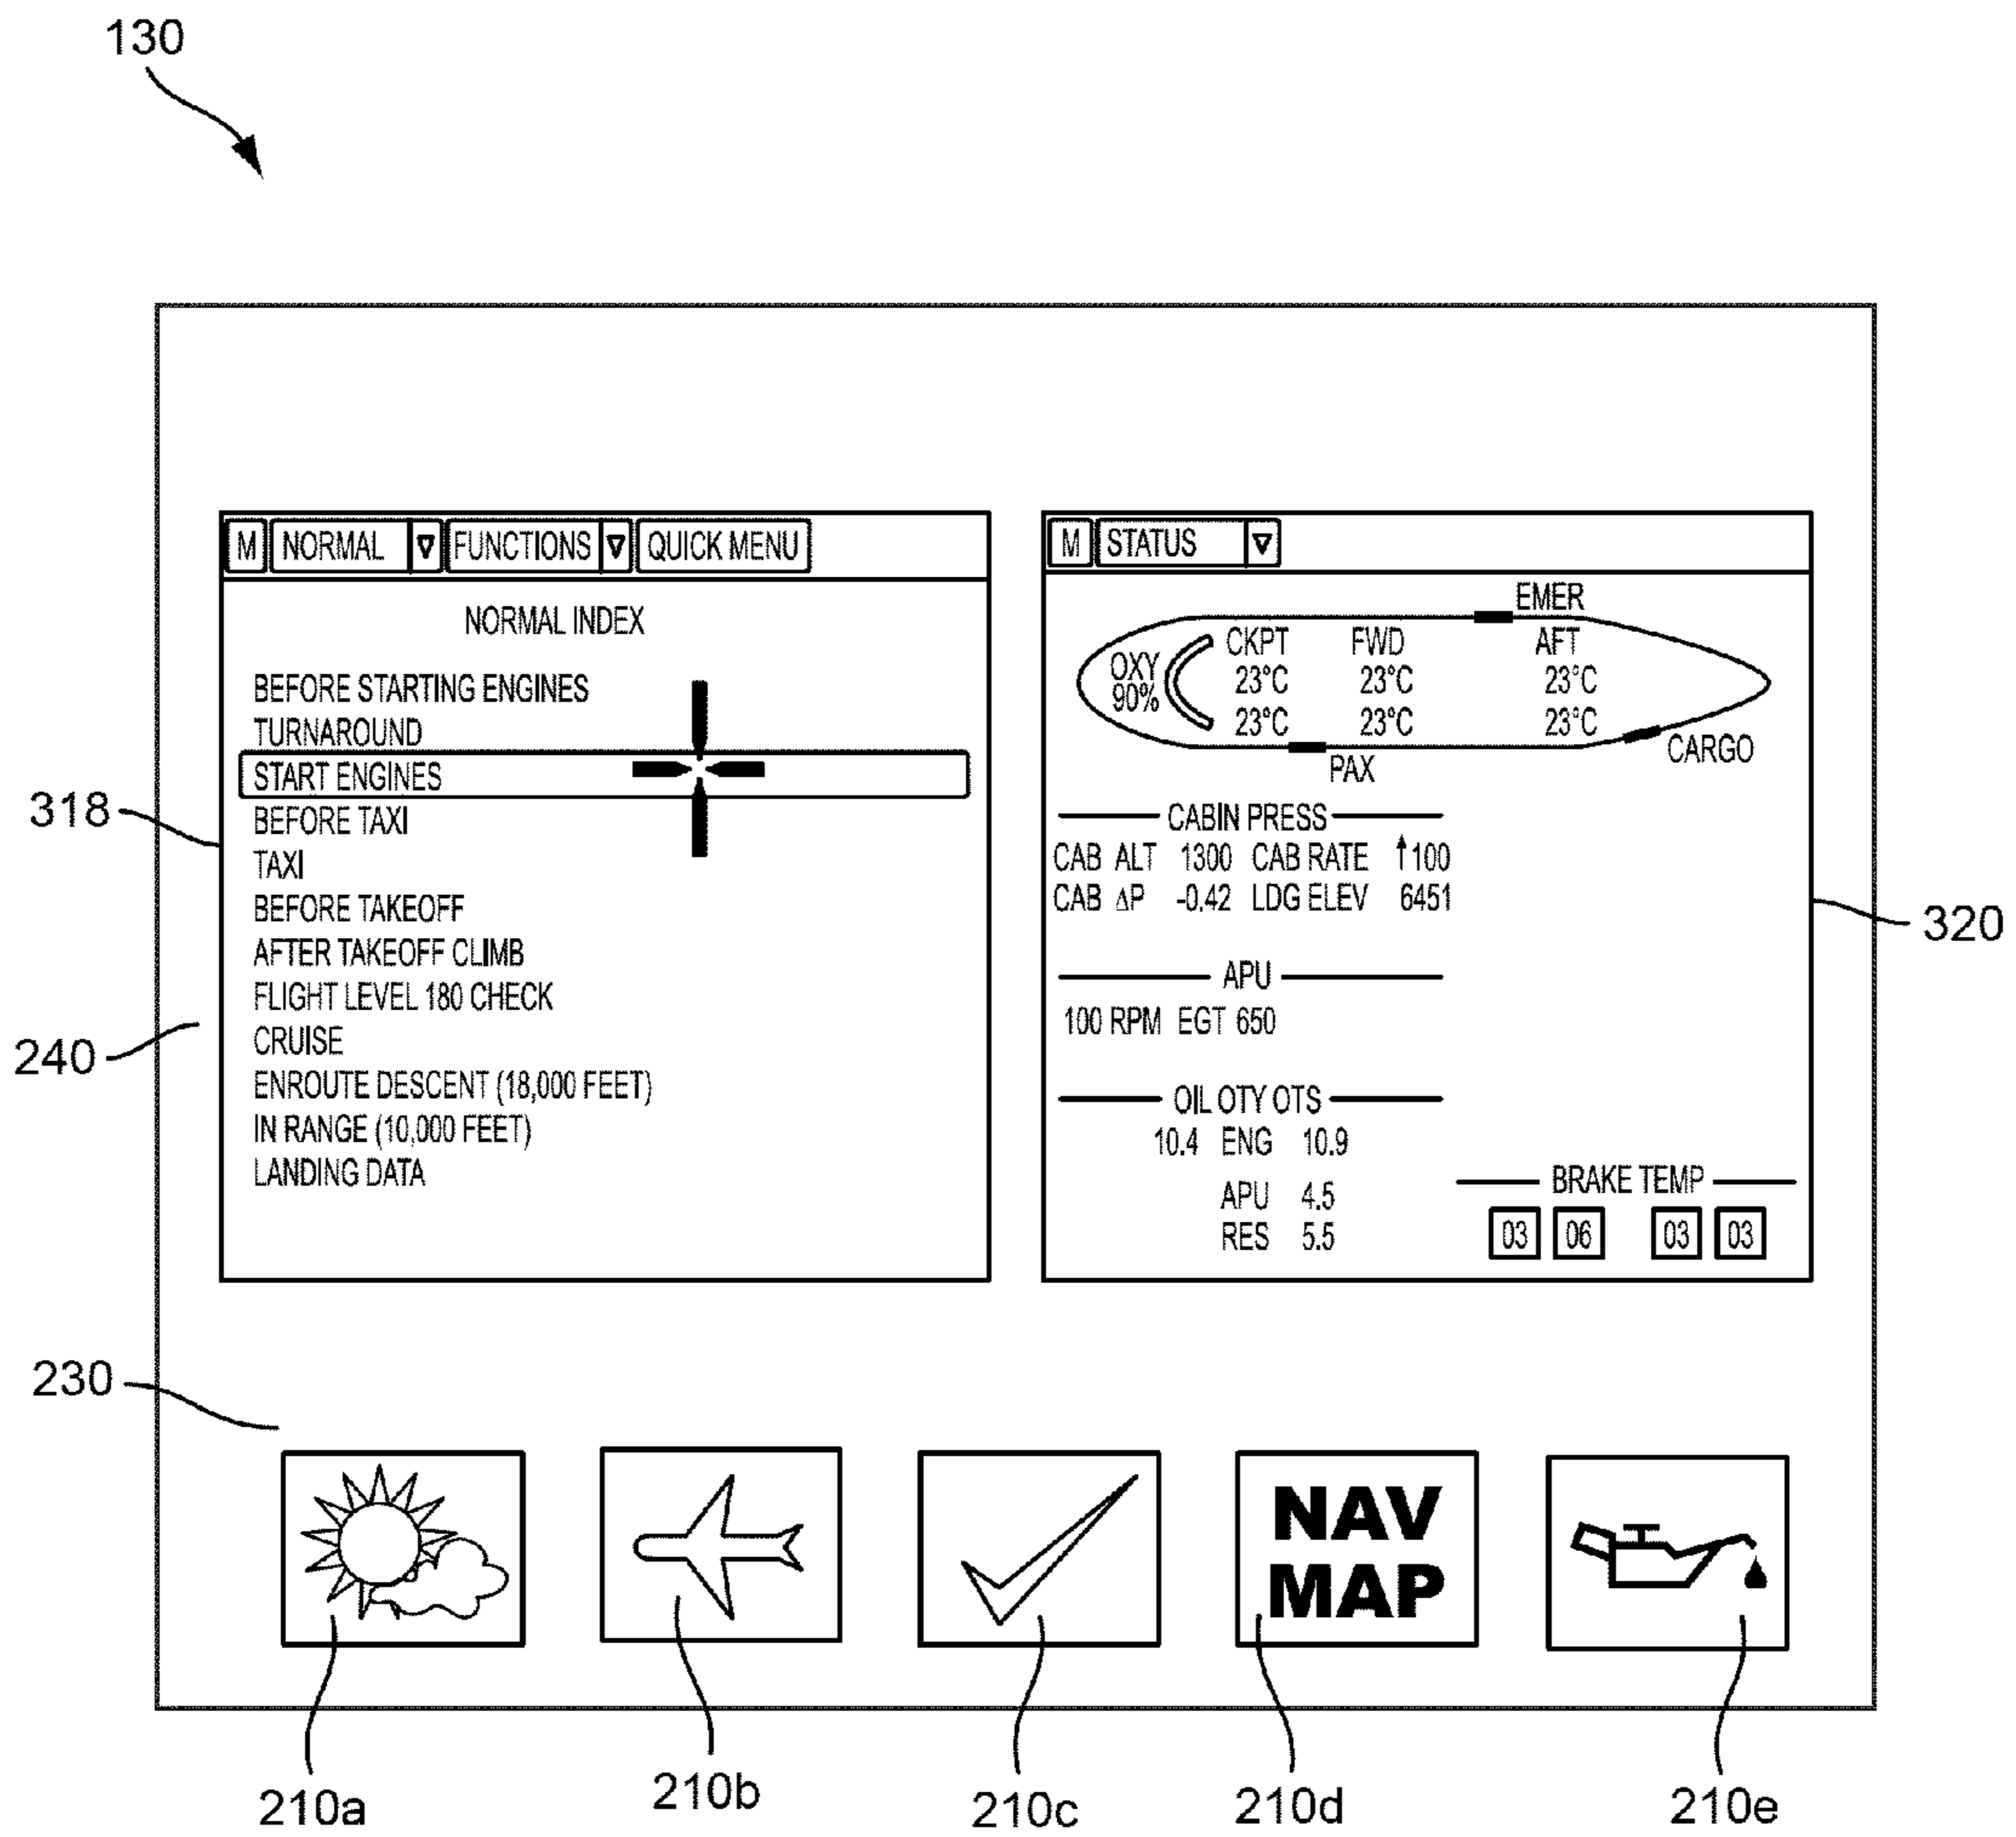 130
M NORMAL ∇ FUNCTIONS ∇ QUICK MENU
NORMAL INDEX
BEFORE STARTING ENGINES
TURNAROUND
START ENGINES
BEFORE TAXI
TAXI
BEFORE TAKEOFF
AFTER TAKEOFF CLIMB
FLIGHT LEVEL 180 CHECK
CRUISE
ENROUTE DESCENT (18,000 FEET)
IN RANGE (10,000 FEET)
LANDING DATA
318
240
M STATUS ∇
EMER
OXY
90%
CKPT FWD AFT
23°C 23°C 23°C
23°C 23°C 23°C
PAX
CARGO
CABIN PRESS
CAB ALT 1300 CAB RATE ↑100
CAB ΔP -0.42 LDG ELEV 6451
APU
100 RPM EGT 650
OIL OTY OTS
10.4 ENG 10.9
APU 4.5
RES 5.5
BRAKE TEMP
03 06 03 03
320
230
NAV
MAP
210a
210b
210c
210d
210e